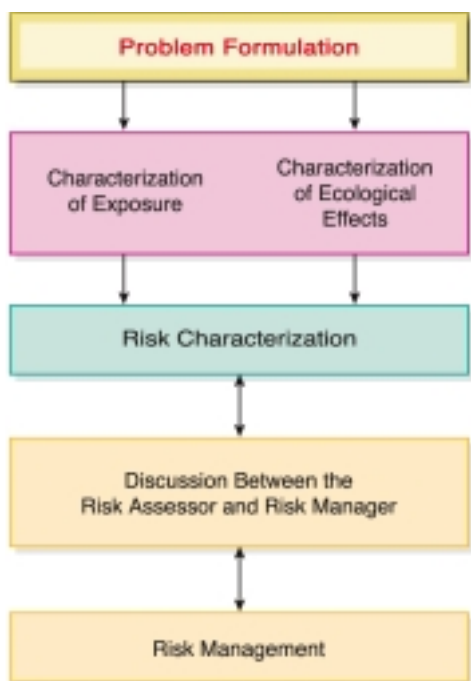 Problem Formulation
Characterization
of Exposure
Characterization
of Ecological
Effects
Risk Characterization
Discussion Between the
Risk Assessor and Risk Manager
Risk Management